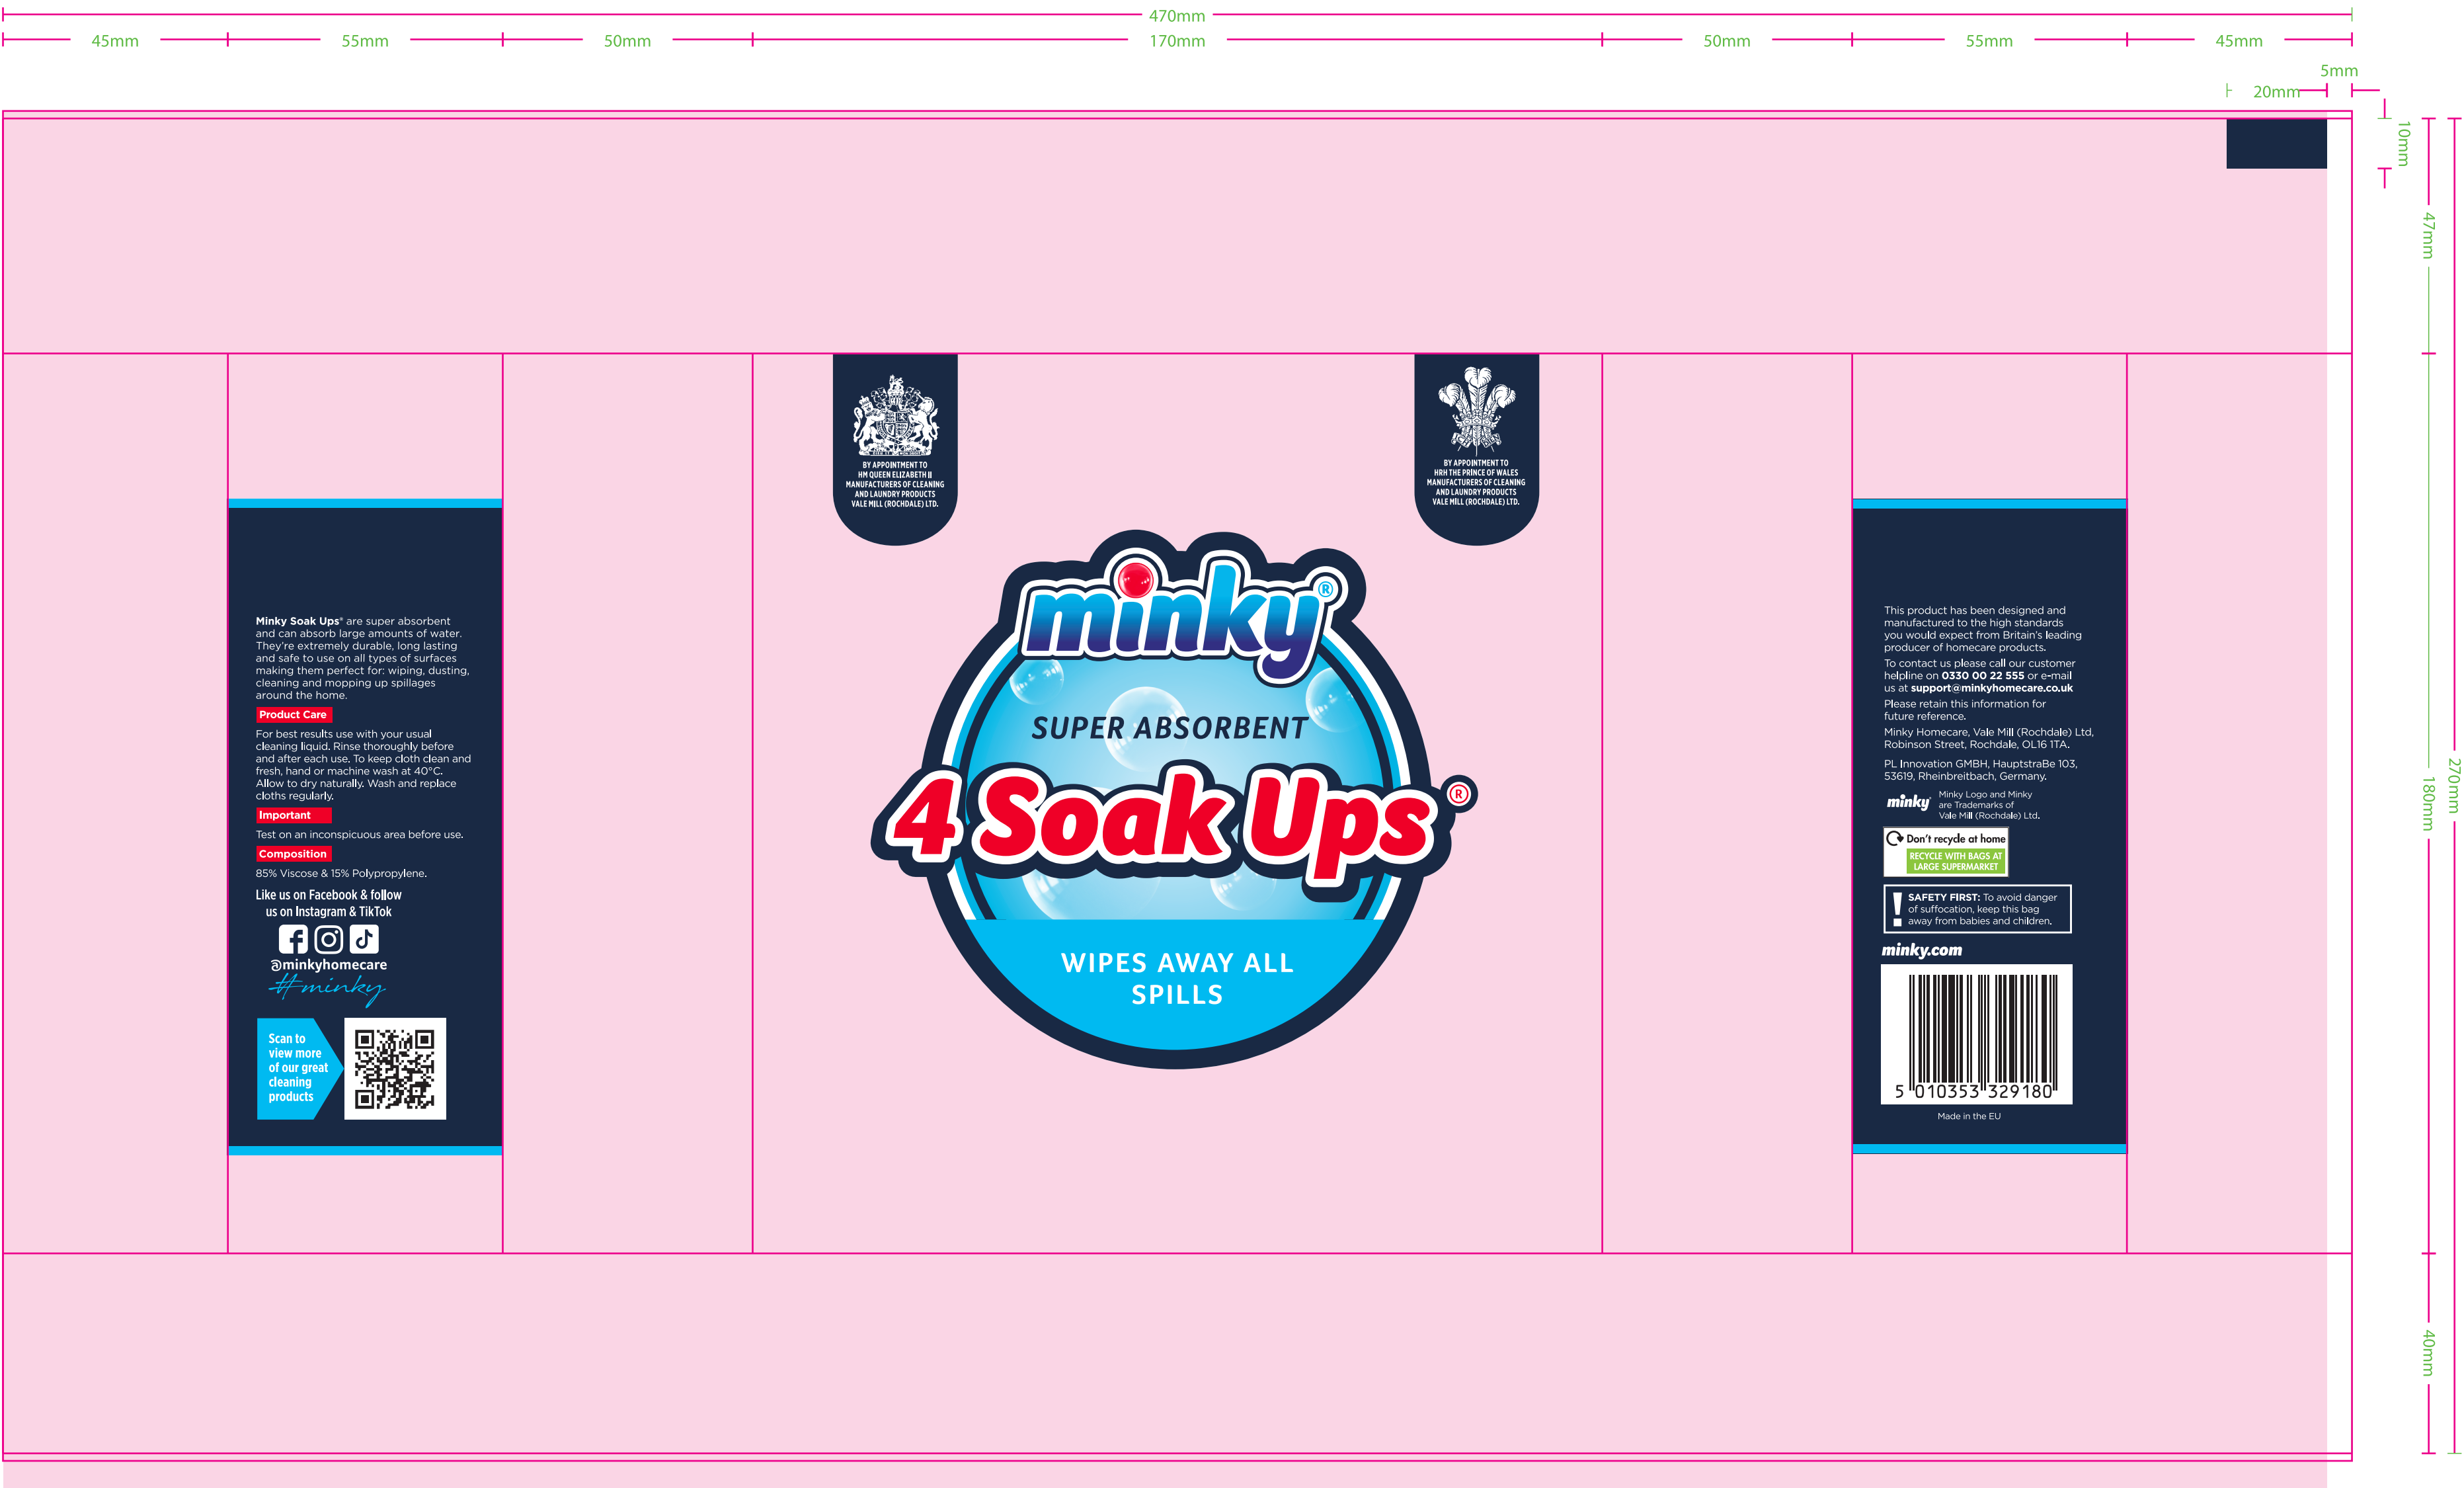 470mm
45mm
55mm
50mm
170mm
50mm
55mm
45mm
5mm
20mm
10mm
47mm
180mm
270mm
40mm
BY APPOINTMENT TO
HM QUEEN ELIZABETH II
MANUFACTURERS OF CLEANING
AND LAUNDRY PRODUCTS
VALE MILL (ROCHDALE) LTD.
BY APPOINTMENT TO
HRH THE PRINCE OF WALES
MANUFACTURERS OF CLEANING
AND LAUNDRY PRODUCTS
VALE MILL (ROCHDALE) LTD.
Minky Soak Ups® are super absorbent
and can absorb large amounts of water.
They're extremely durable, long lasting
and safe to use on all types of surfaces
making them perfect for: wiping, dusting,
cleaning and mopping up spillages
around the home.
Product Care
For best results use with your usual
cleaning liquid. Rinse thoroughly before
and after each use. To keep cloth clean and
fresh, hand or machine wash at 40°C.
Allow to dry naturally. Wash and replace
cloths regularly.
Important
Test on an inconspicuous area before use.
Composition
85% Viscose & 15% Polypropylene.
Like us on Facebook & follow
us on Instagram & TikTok
@minkyhomecare
#minky
Scan to
view more
of our great
cleaning
products
minky®
SUPER ABSORBENT
4 Soak Ups®
WIPES AWAY ALL
SPILLS
This product has been designed and
manufactured to the high standards
you would expect from Britain's leading
producer of homecare products.
To contact us please call our customer
helpline on 0330 00 22 555 or e-mail
us at support@minkyhomecare.co.uk
Please retain this information for
future reference.
Minky Homecare, Vale Mill (Rochdale) Ltd,
Robinson Street, Rochdale, OL16 1TA.
PL Innovation GMBH, HauptstraBe 103,
53619, Rheinbreitbach, Germany.
minky
Minky Logo and Minky
are Trademarks of
Vale Mill (Rochdale) Ltd.
Don't recycle at home
RECYCLE WITH BAGS AT
LARGE SUPERMARKET
! SAFETY FIRST: To avoid danger
of suffocation, keep this bag
away from babies and children.
minky.com
5 010353 329180
Made in the EU